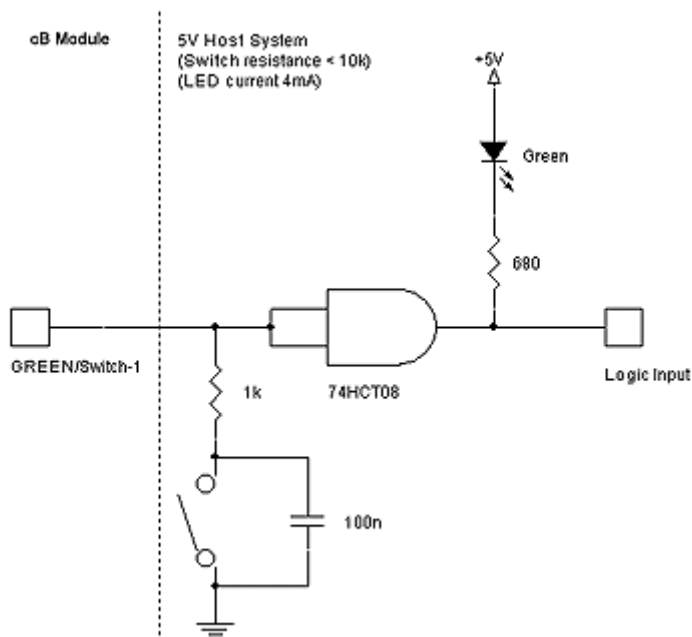 cB Module
5V Host System
(Switch resistance < 10k)
(LED current 4mA)
+5V
Green
680
GREEN/Switch-1
1k
74HCT08
Logic Input
100n